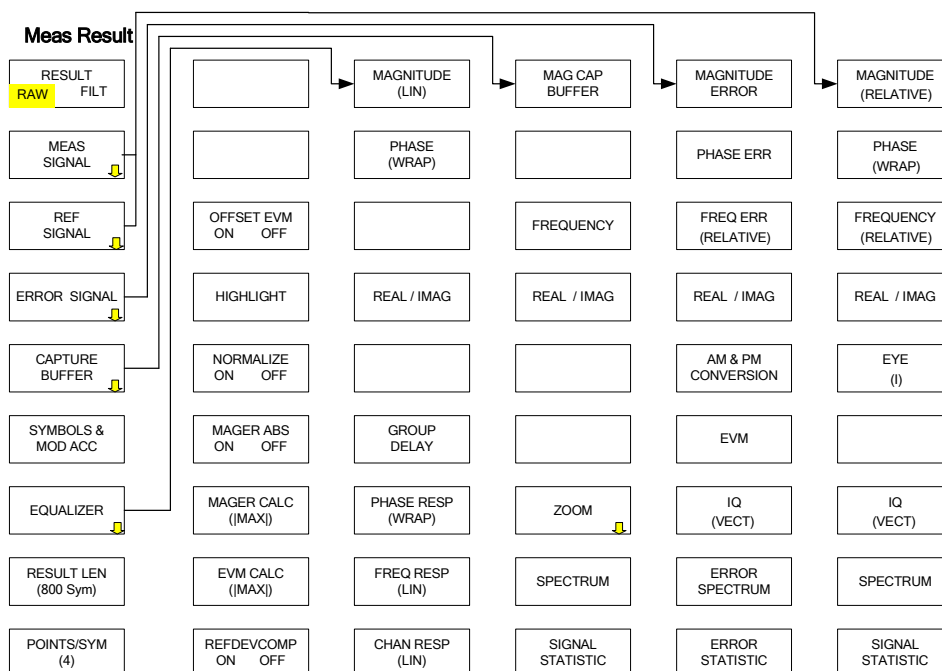 Meas Result
RESULT
RAW FILT
MEAS
SIGNAL
REF
SIGNAL
ERROR SIGNAL
CAPTURE
BUFFER
SYMBOLS &
MOD ACC
EQUALIZER
RESULT LEN
(800 Sym)
POINTS/SYM
(4)
OFFSET EVM
ON OFF
HIGHLIGHT
NORMALIZE
ON OFF
MAGER ABS
ON OFF
MAGER CALC
(|MAX|)
EVM CALC
(|MAX|)
REFDEVCOMP
ON OFF
MAGNITUDE
(LIN)
PHASE
(WRAP)
REAL / IMAG
GROUP
DELAY
PHASE RESP
(WRAP)
FREQ RESP
(LIN)
CHAN RESP
(LIN)
MAG CAP
BUFFER
FREQUENCY
REAL / IMAG
ZOOM
SPECTRUM
SIGNAL
STATISTIC
MAGNITUDE
ERROR
PHASE ERR
FREQ ERR
(RELATIVE)
REAL / IMAG
AM & PM
CONVERSION
EVM
IQ
(VECT)
ERROR
SPECTRUM
ERROR
STATISTIC
MAGNITUDE
(RELATIVE)
PHASE
(WRAP)
FREQUENCY
(RELATIVE)
REAL / IMAG
EYE
(I)
IQ
(VECT)
SPECTRUM
SIGNAL
STATISTIC